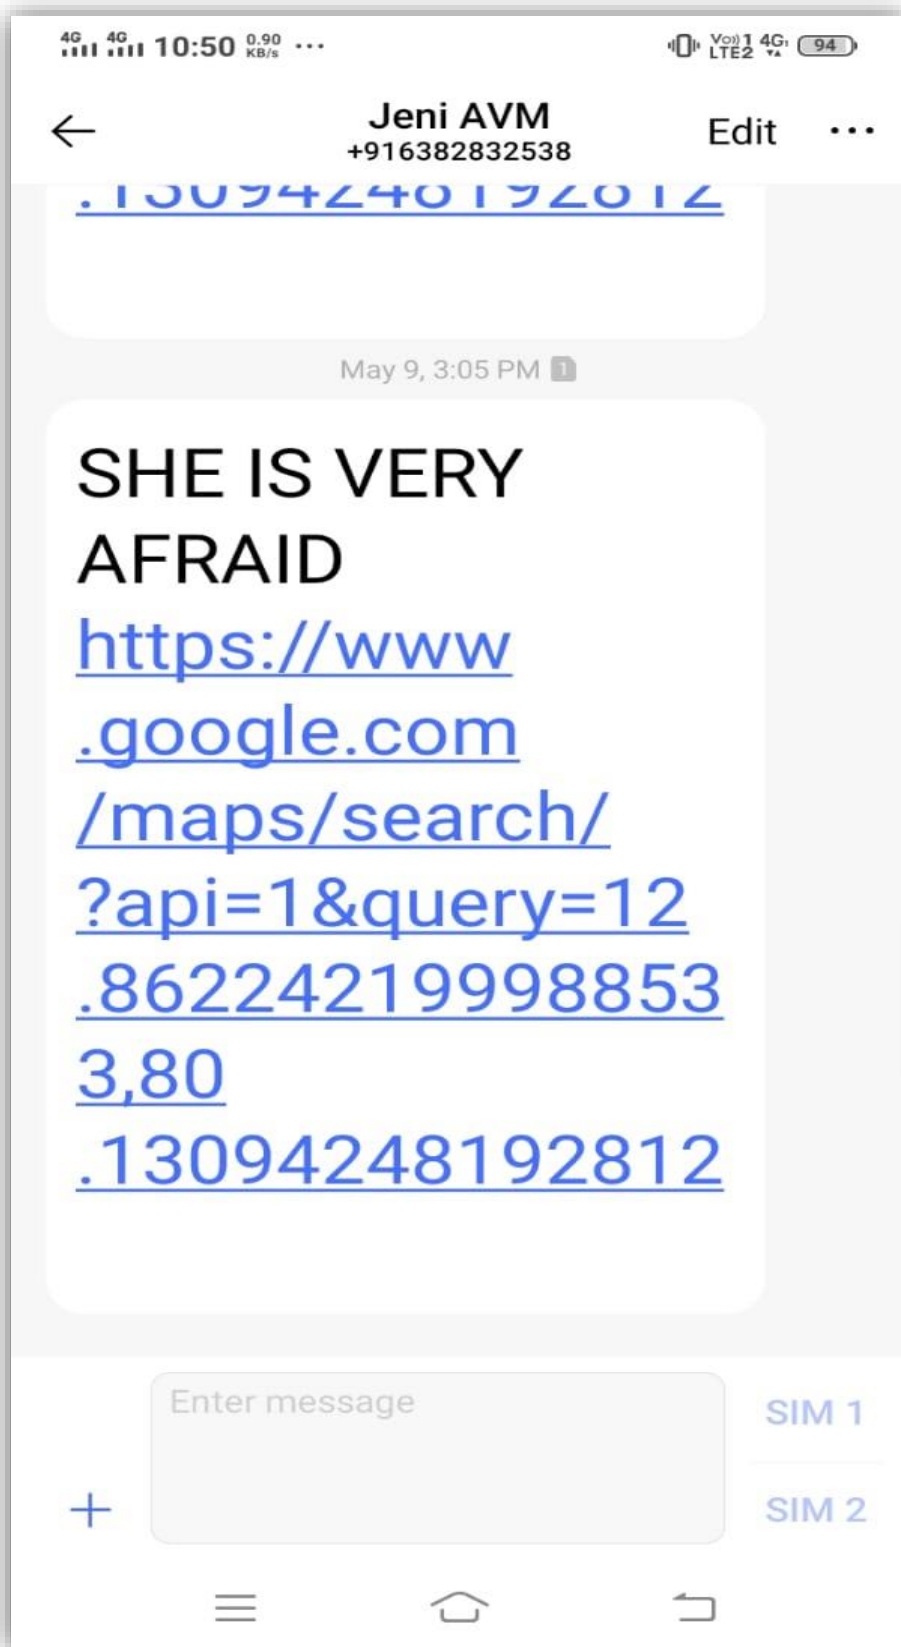 4G 4G 10:50 0.90 KB/s ... Vo)) 1 LTE2 4G 94
Jeni AVM
Edit ...
+916382832538
.13094248192812
May 9, 3:05 PM 1
SHE IS VERY
AFRAID
https://www
.google.com
/maps/search/
?api=1&query=12
.86224219998853
3,80
.13094248192812
Enter message
SIM 1
SIM 2